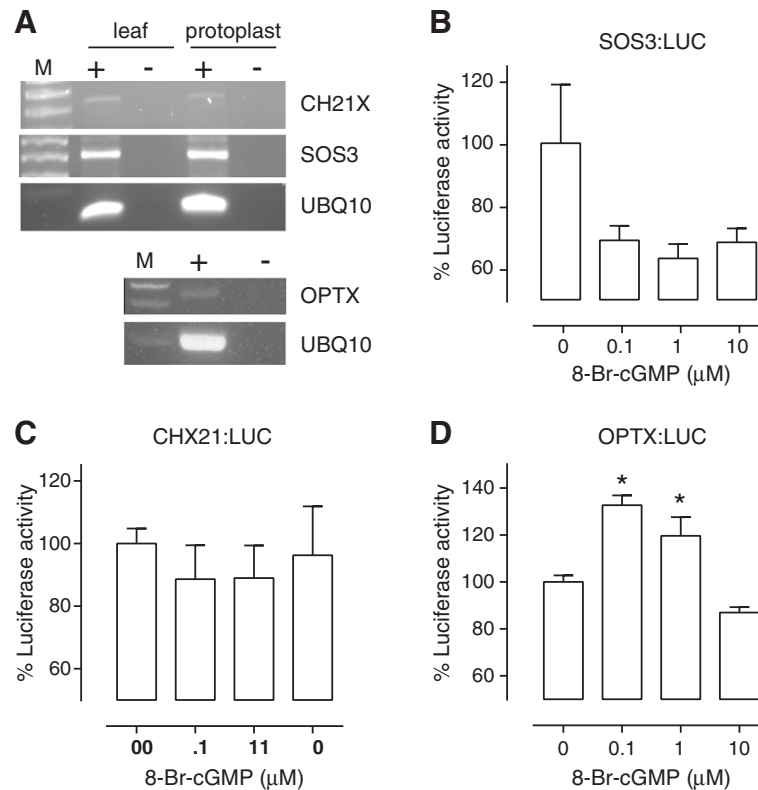 A
leaf protoplast
M + - + -
CH21X
SOS3
UBQ10
M + -
OPTX
UBQ10
B
SOS3:LUC
% Luciferase activity
120
100
80
60
0 0.1 1 10
8-Br-cGMP (μM)
C
CHX21:LUC
% Luciferase activity
120
100
80
60
00 .1 11 0
8-Br-cGMP (μM)
D
OPTX:LUC
% Luciferase activity
140
120
100
80
60
* *
0 0.1 1 10
8-Br-cGMP (μM)